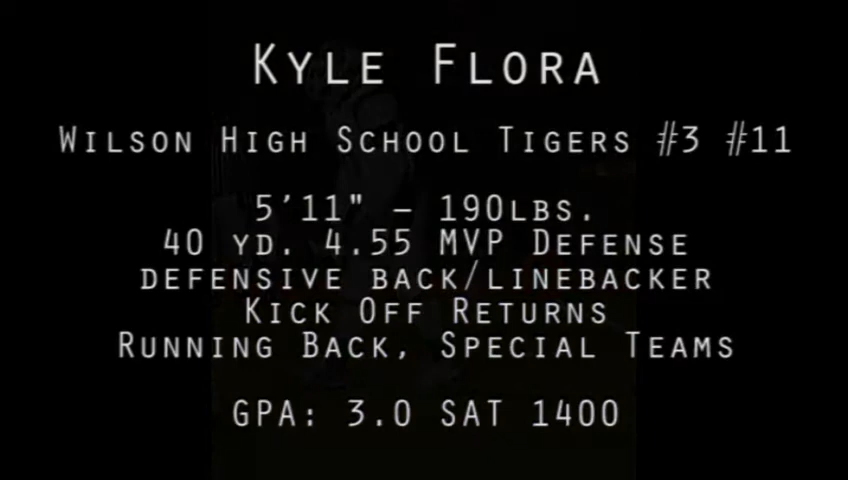 Kyle Flora
Wilson High School Tigers #3 #11
5'11" – 190lbs.
40 yd. 4.55 MVP Defense
defensive back/linebacker
Kick Off Returns
Running Back, Special Teams
GPA: 3.0 SAT 1400